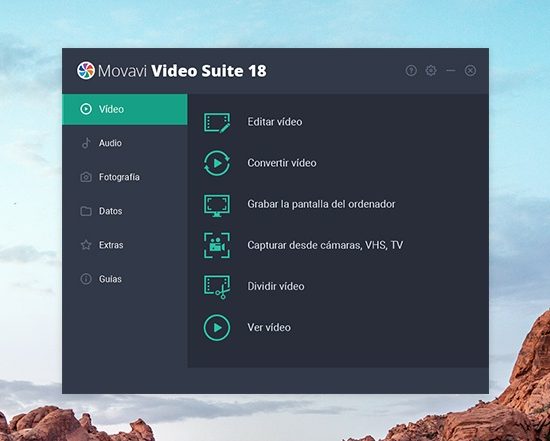 Movavi Video Suite 18
Vídeo
Audio
Fotografía
Datos
Extras
Guías
Editar vídeo
Convertir vídeo
Grabar la pantalla del ordenador
Capturar desde cámaras, VHS, TV
Dividir vídeo
Ver vídeo